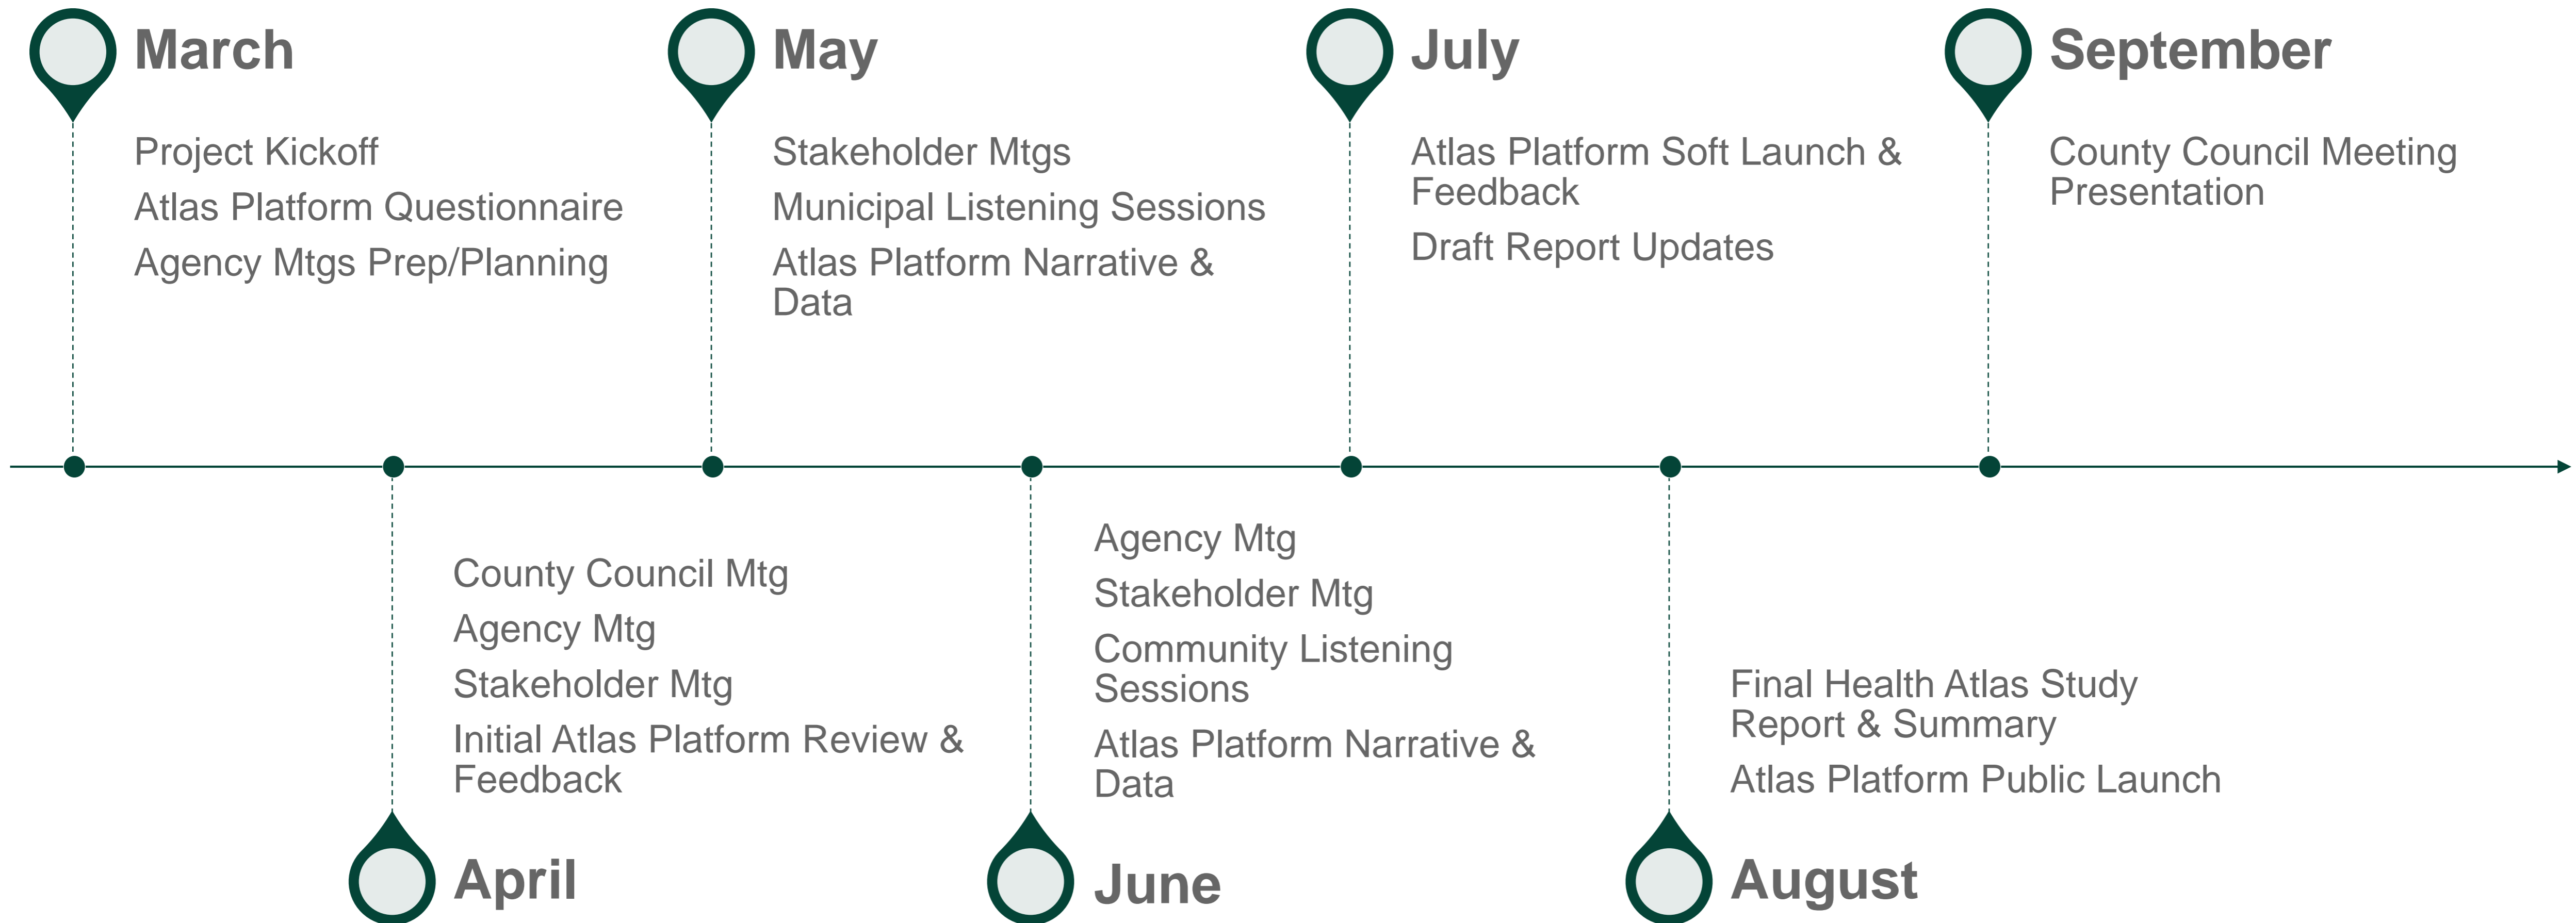 March
Project Kickoff
Atlas Platform Questionnaire
Agency Mtgs Prep/Planning
May
Stakeholder Mtgs
Municipal Listening Sessions
Atlas Platform Narrative &
Data
July
Atlas Platform Soft Launch &
Feedback
Draft Report Updates
September
County Council Meeting
Presentation
County Council Mtg
Agency Mtg
Stakeholder Mtg
Initial Atlas Platform Review &
Feedback
April
Agency Mtg
Stakeholder Mtg
Community Listening
Sessions
Atlas Platform Narrative &
Data
June
Final Health Atlas Study
Report & Summary
Atlas Platform Public Launch
August